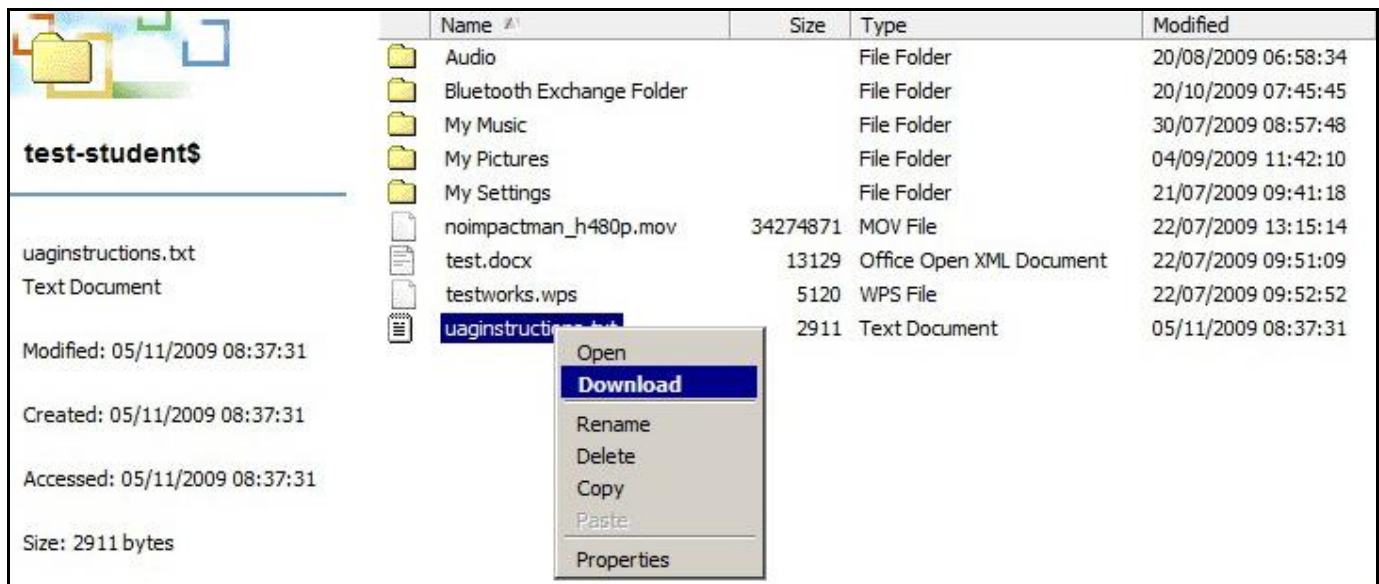 test-student$
uaginstructions.txt
Text Document
Modified: 05/11/2009 08:37:31
Created: 05/11/2009 08:37:31
Accessed: 05/11/2009 08:37:31
Size: 2911 bytes
Name Size Type Modified
Audio File Folder 20/08/2009 06:58:34
Bluetooth Exchange Folder File Folder 20/10/2009 07:45:45
My Music File Folder 30/07/2009 08:57:48
My Pictures File Folder 04/09/2009 11:42:10
My Settings File Folder 21/07/2009 09:41:18
noimpactman_h480p.mov 34274871 MOV File 22/07/2009 13:15:14
test.docx 13129 Office Open XML Document 22/07/2009 09:51:09
testworks.wps 5120 WPS File 22/07/2009 09:52:52
uaginstructions.txt 2911 Text Document 05/11/2009 08:37:31
Open
Download
Rename
Delete
Copy
Paste
Properties